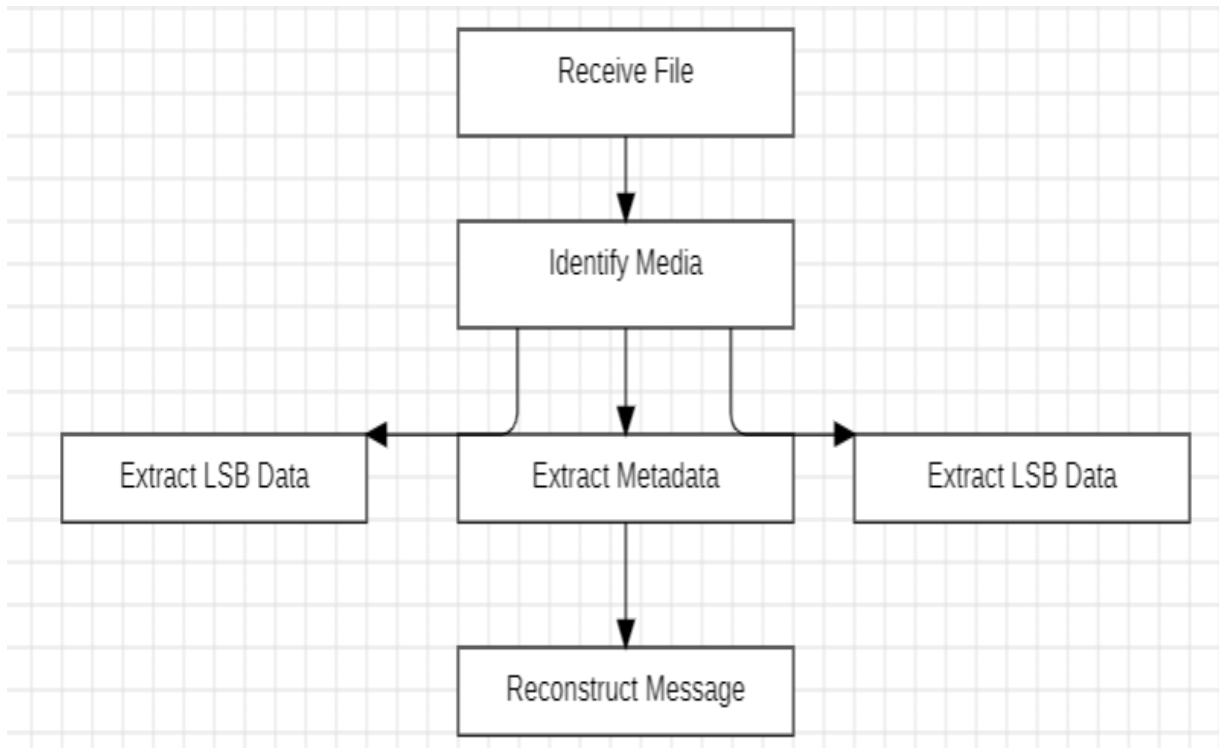 Receive File
Identify Media
Extract LSB Data
Extract Metadata
Extract LSB Data
Reconstruct Message